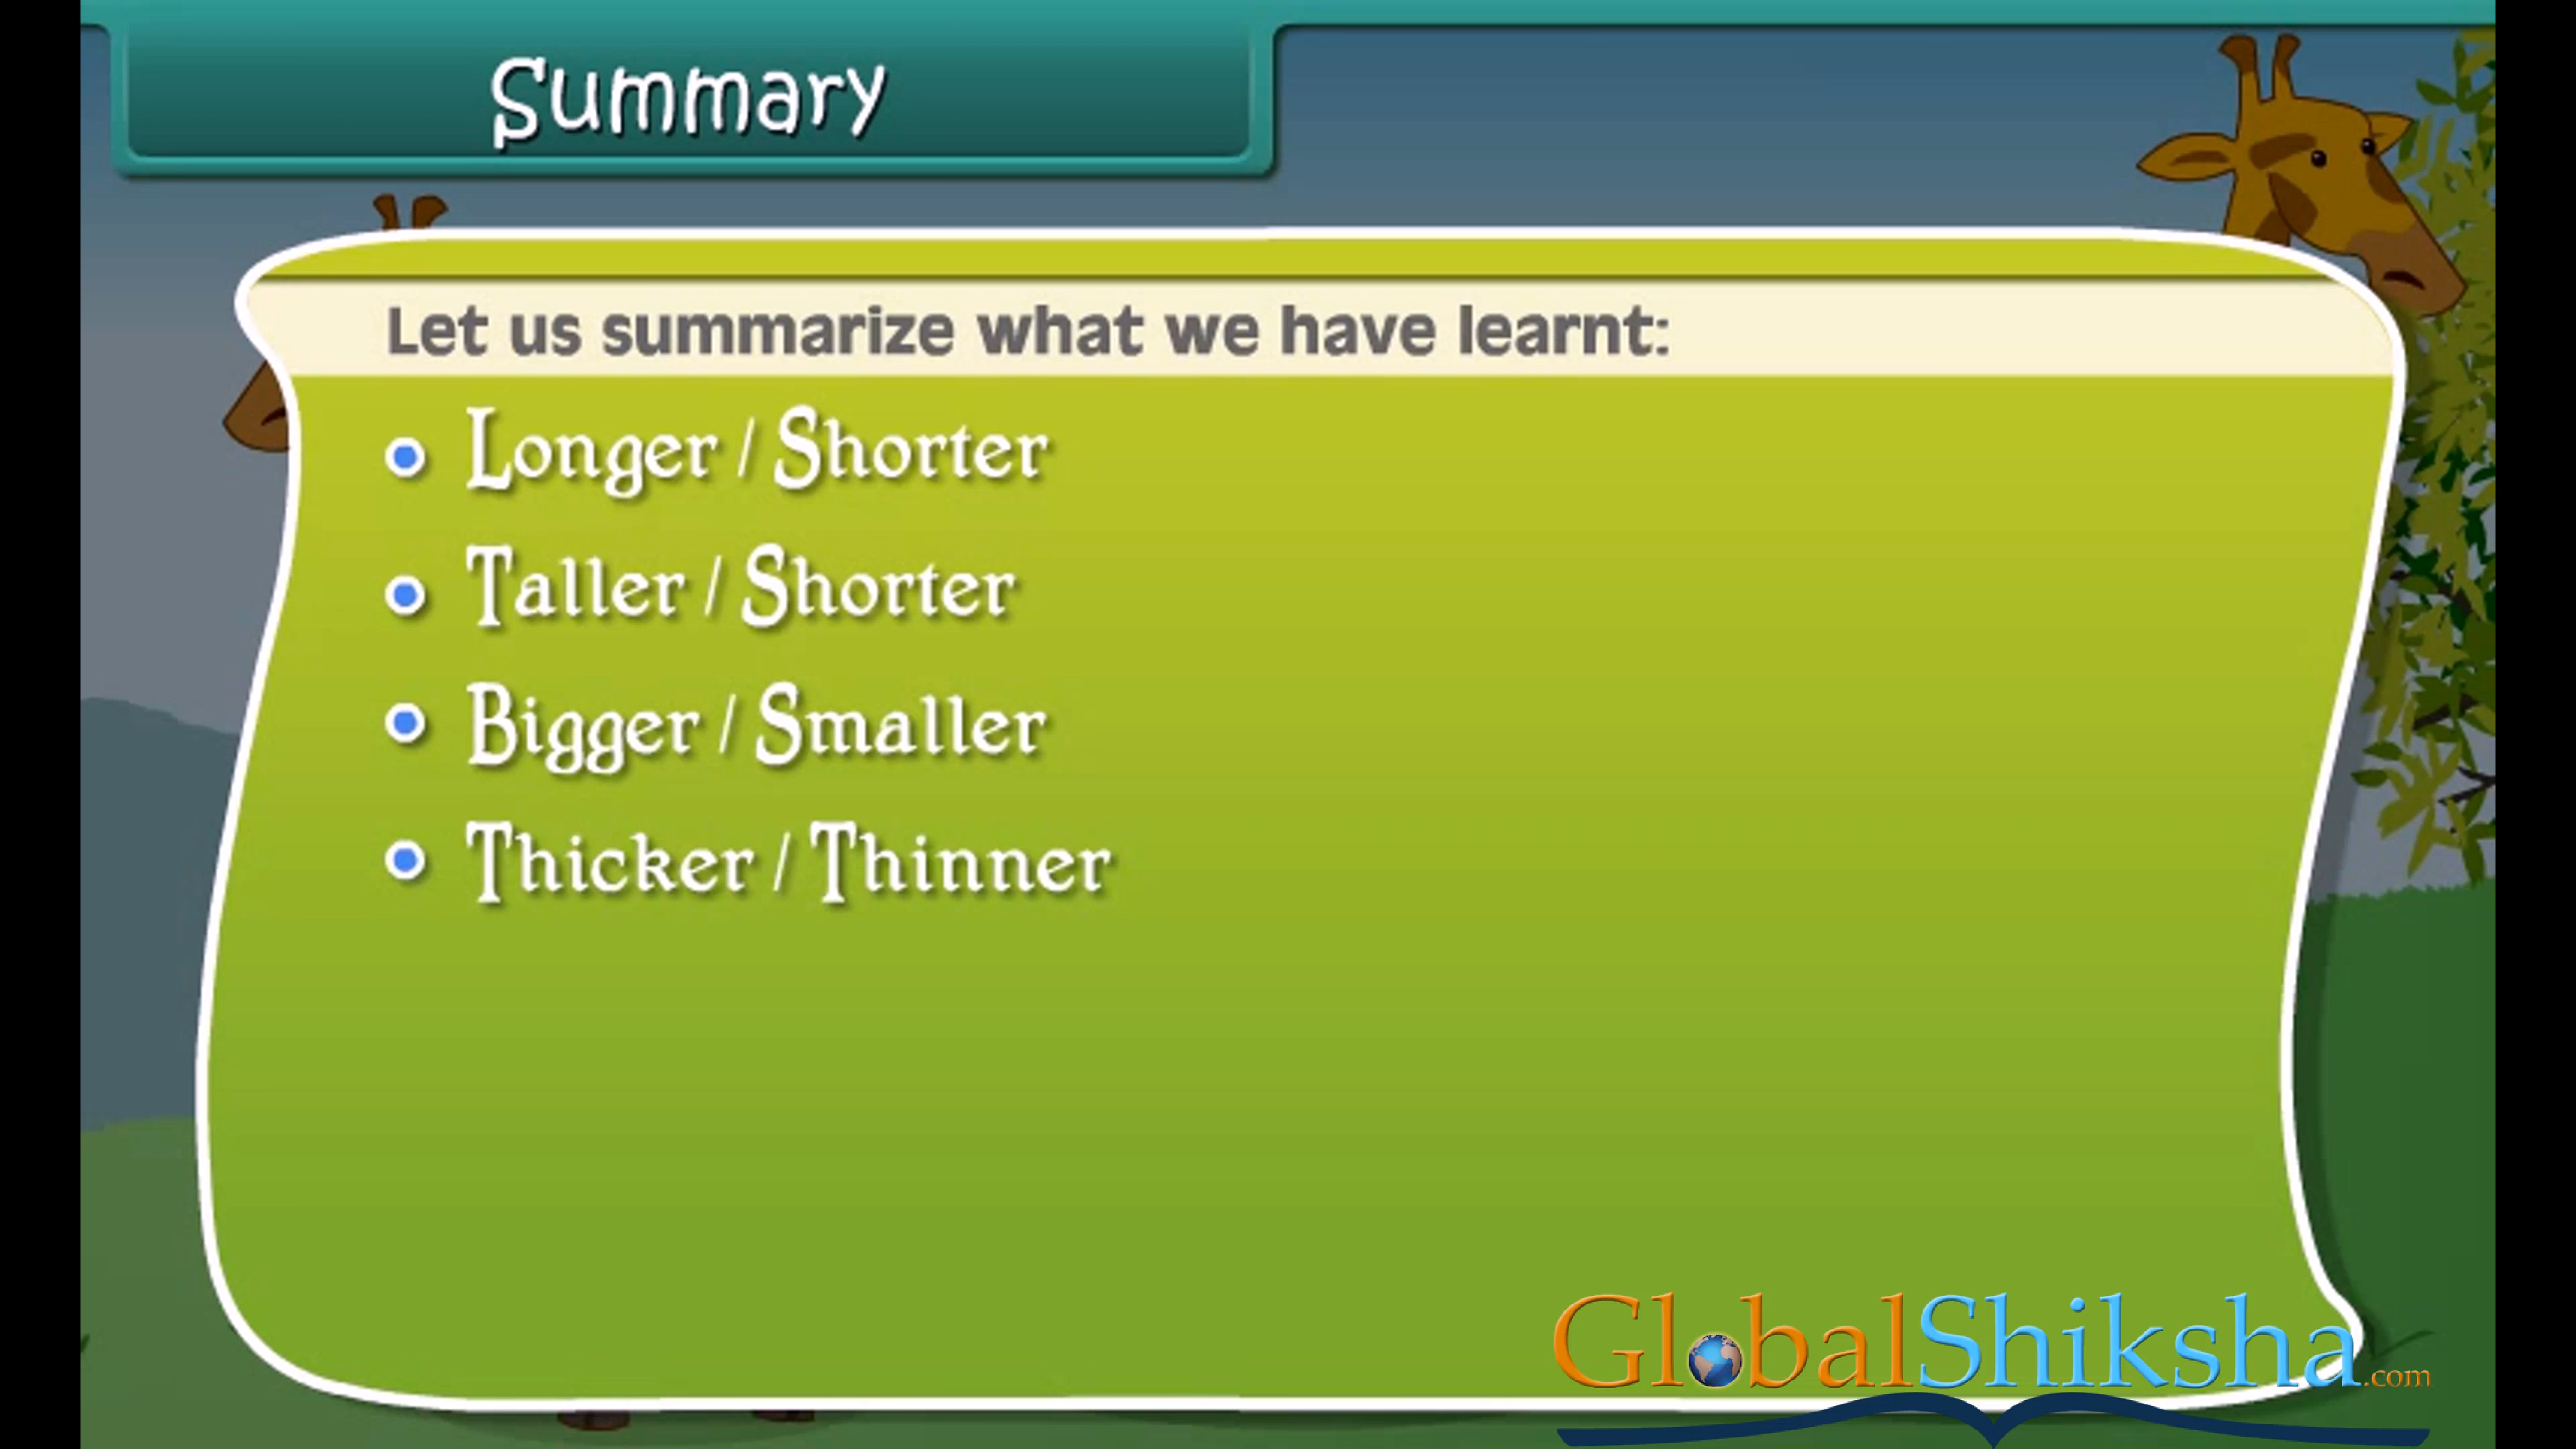 Summary
Let us summarize what we have learnt:
Longer / Shorter
Taller / Shorter
Bigger / Smaller
Thicker / Thinner
GlobalShiksha.com